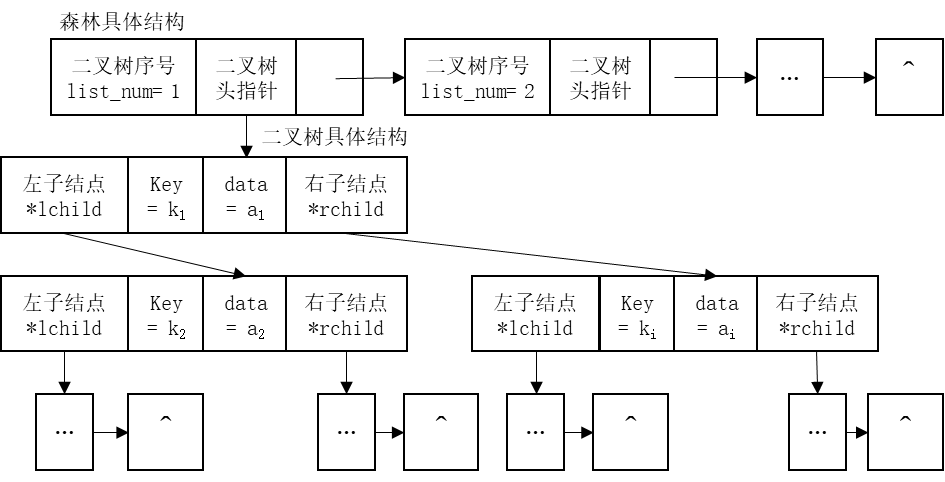 森林具体结构
二叉树序号 二叉树 二叉树序号 二叉树 … ^
list_num= 1 头指针 list_num= 2 头指针
二叉树具体结构
左子结点 Key data 右子结点
*lchild = k₁ = a₁ *rchild
左子结点 Key data 右子结点 左子结点 Key data 右子结点
*lchild = k₂ = a₂ *rchild *lchild = kᵢ = aᵢ *rchild
… ^ … ^ … ^ … ^